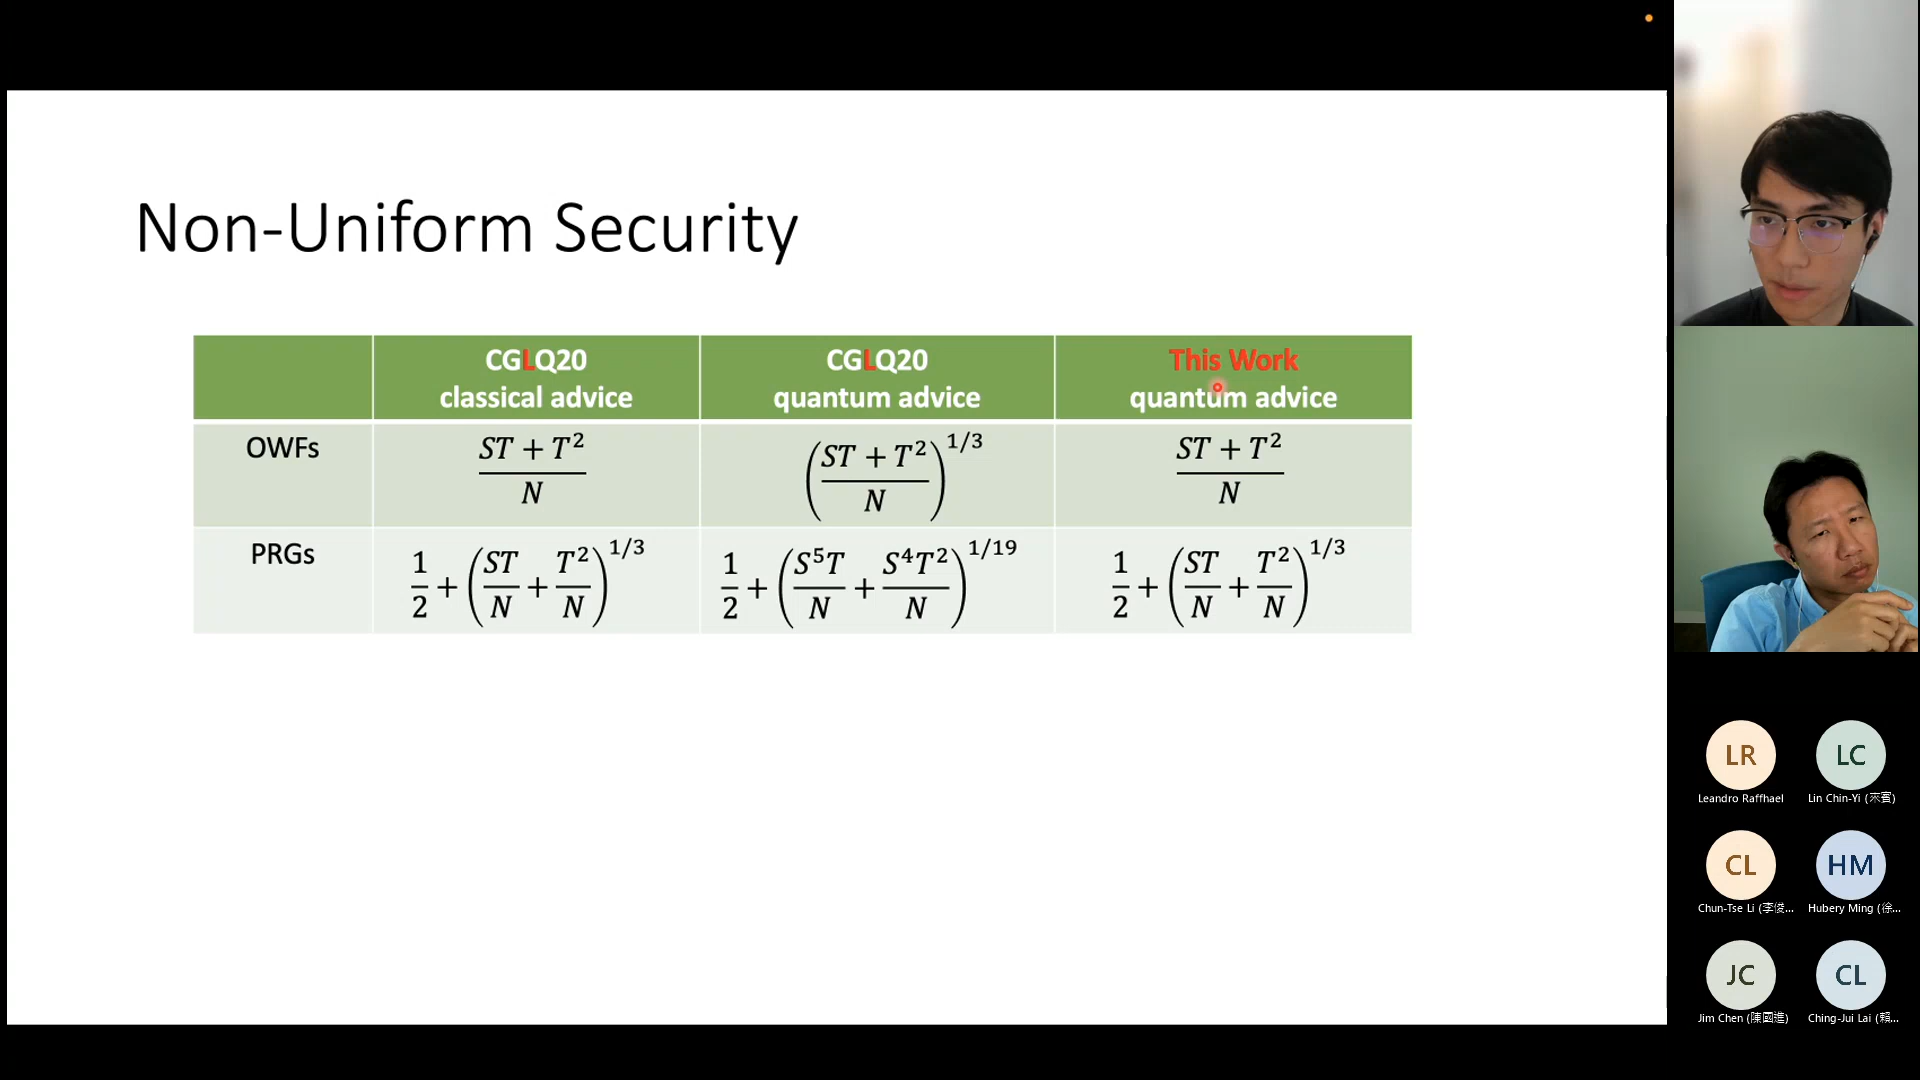 Non-Uniform Security
CGLQ20
classical advice
CGLQ20
quantum advice
This Work
quantum advice
OWFs
ST + T² / N
((ST + T²) / N)^1/3
ST + T² / N
PRGs
1/2 + (ST/N + T²/N)^1/3
1/2 + (S⁵T/N + S⁴T²/N)^1/19
1/2 + (ST/N + T²/N)^1/3
LR
Leandro Raffhael
LC
Lin Chin-Yi (來賓)
CL
Chun-Tse Li (李俊...
HM
Hubery Ming (徐...
JC
Jim Chen (陳國進)
CL
Ching-Jui Lai (賴...